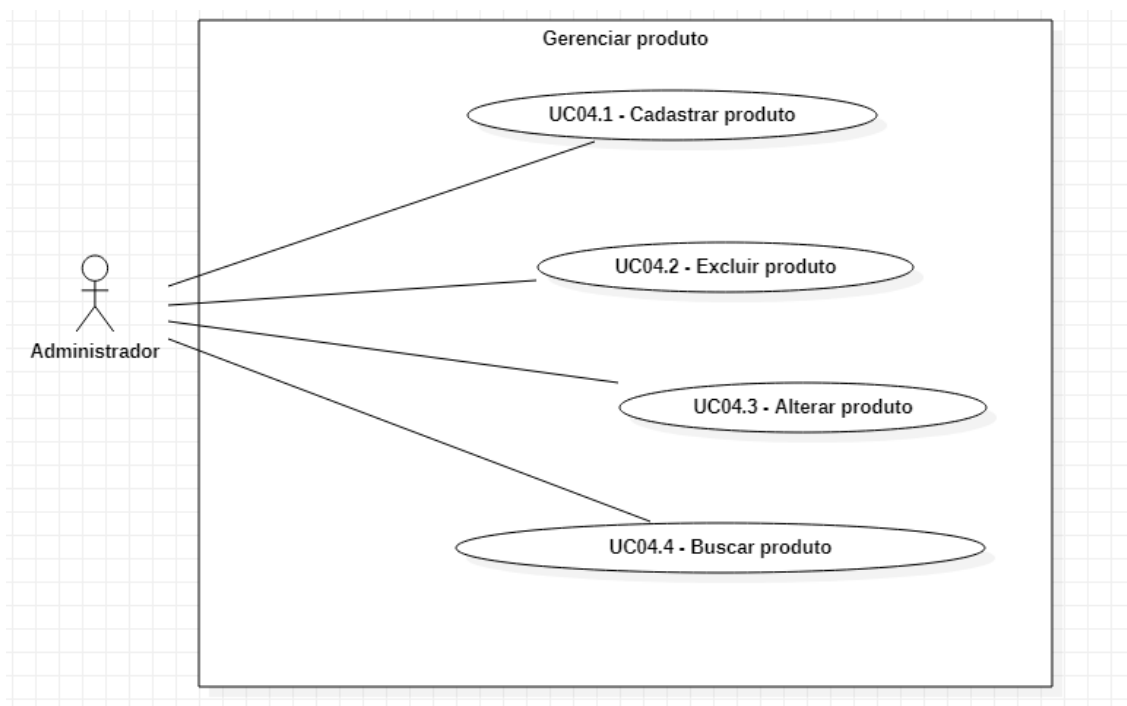 Gerenciar produto
UC04.1 - Cadastrar produto
UC04.2 - Excluir produto
Administrador
UC04.3 - Alterar produto
UC04.4 - Buscar produto